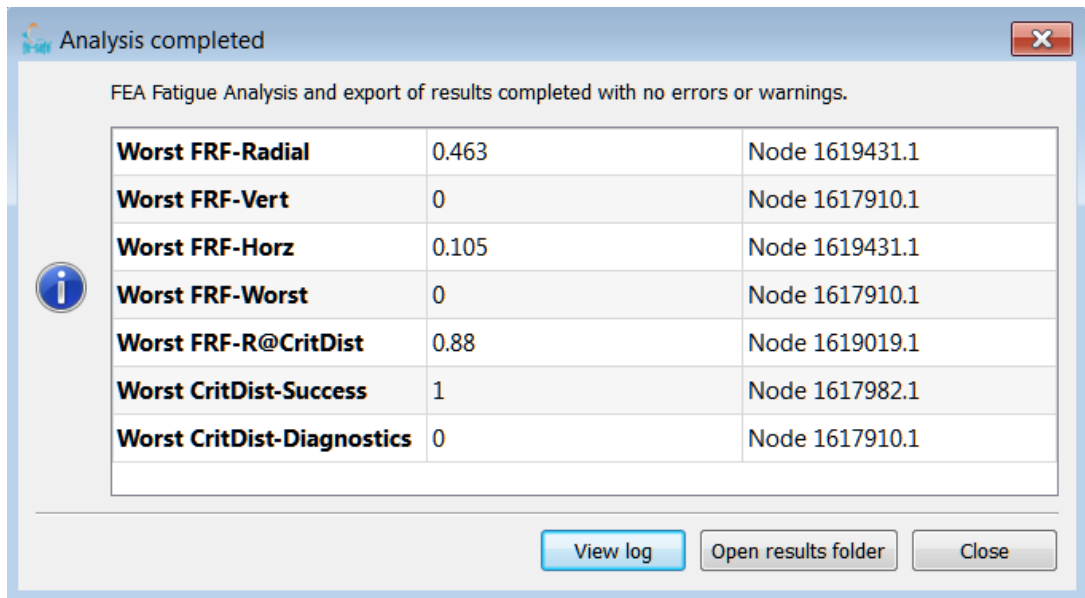 Analysis completed
FEA Fatigue Analysis and export of results completed with no errors or warnings.
Worst FRF-Radial 0.463 Node 1619431.1
Worst FRF-Vert 0 Node 1617910.1
Worst FRF-Horz 0.105 Node 1619431.1
Worst FRF-Worst 0 Node 1617910.1
Worst FRF-R@CritDist 0.88 Node 1619019.1
Worst CritDist-Success 1 Node 1617982.1
Worst CritDist-Diagnostics 0 Node 1617910.1
View log Open results folder Close